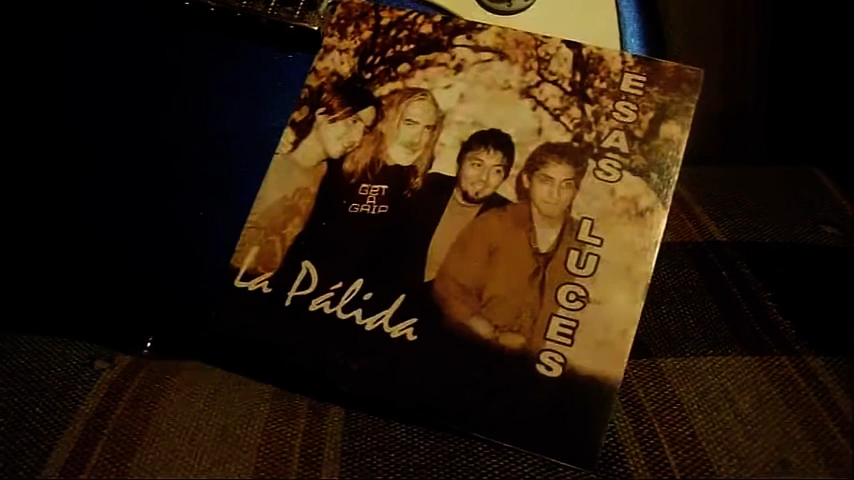 ESAS LUCES
GET
A
GRIP
La Pálida